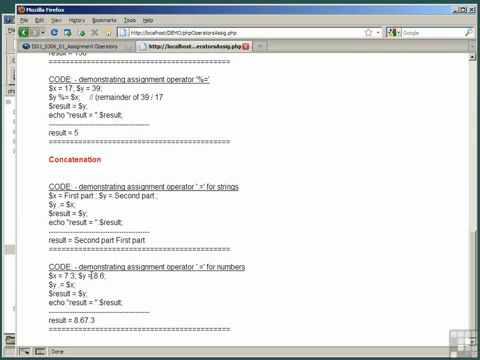 Mozilla Firefox
File Edit View History Bookmarks Tools Help
http://localhost/DEMO/phpOperatorsAssig.php
Google
IS01_0306_01_Assignment Operators
http://localhost...eratorsAssig.php
result = 156
=========================================
CODE: - demonstrating assignment operator '%='
$x = 17; $y = 39;
$y %= $x; // (remainder of 39 / 17
$result = $y;
echo "result = ".$result;
-----------------------------------------
result = 5
=========================================
Concatenation
CODE: - demonstrating assignment operator '.=' for strings
$x = First part ; $y = Second part ;
$y .= $x;
$result = $y;
echo "result = ".$result;
-----------------------------------------
result = Second part First part
=========================================
CODE: - demonstrating assignment operator '.=' for numbers
$x = 7.3; $y = 8.6;
$y .= $x;
$result = $y;
echo "result = ".$result;
-----------------------------------------
result = 8.67.3
=========================================
Done